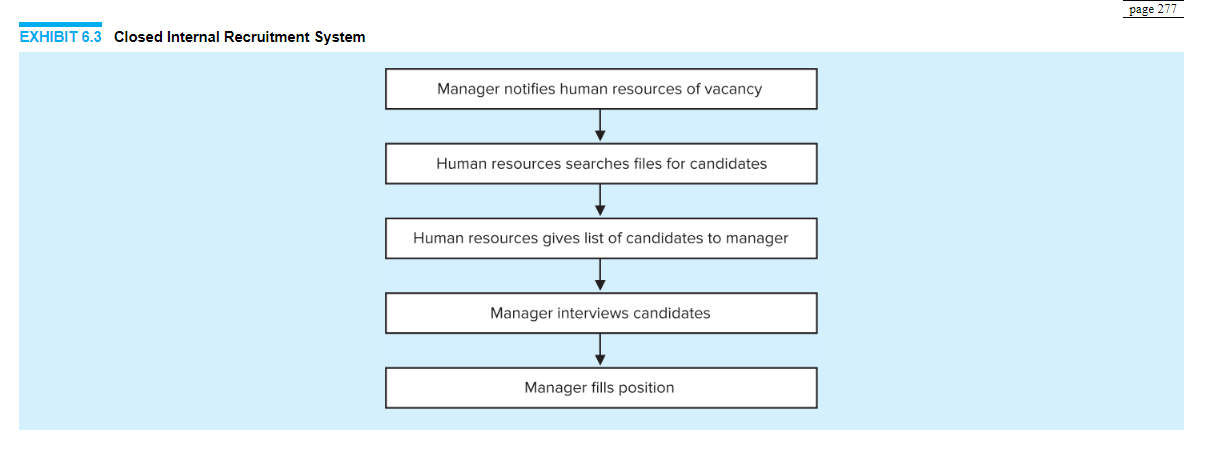 page 277
EXHIBIT 6.3 Closed Internal Recruitment System
Manager notifies human resources of vacancy
Human resources searches files for candidates
Human resources gives list of candidates to manager
Manager interviews candidates
Manager fills position